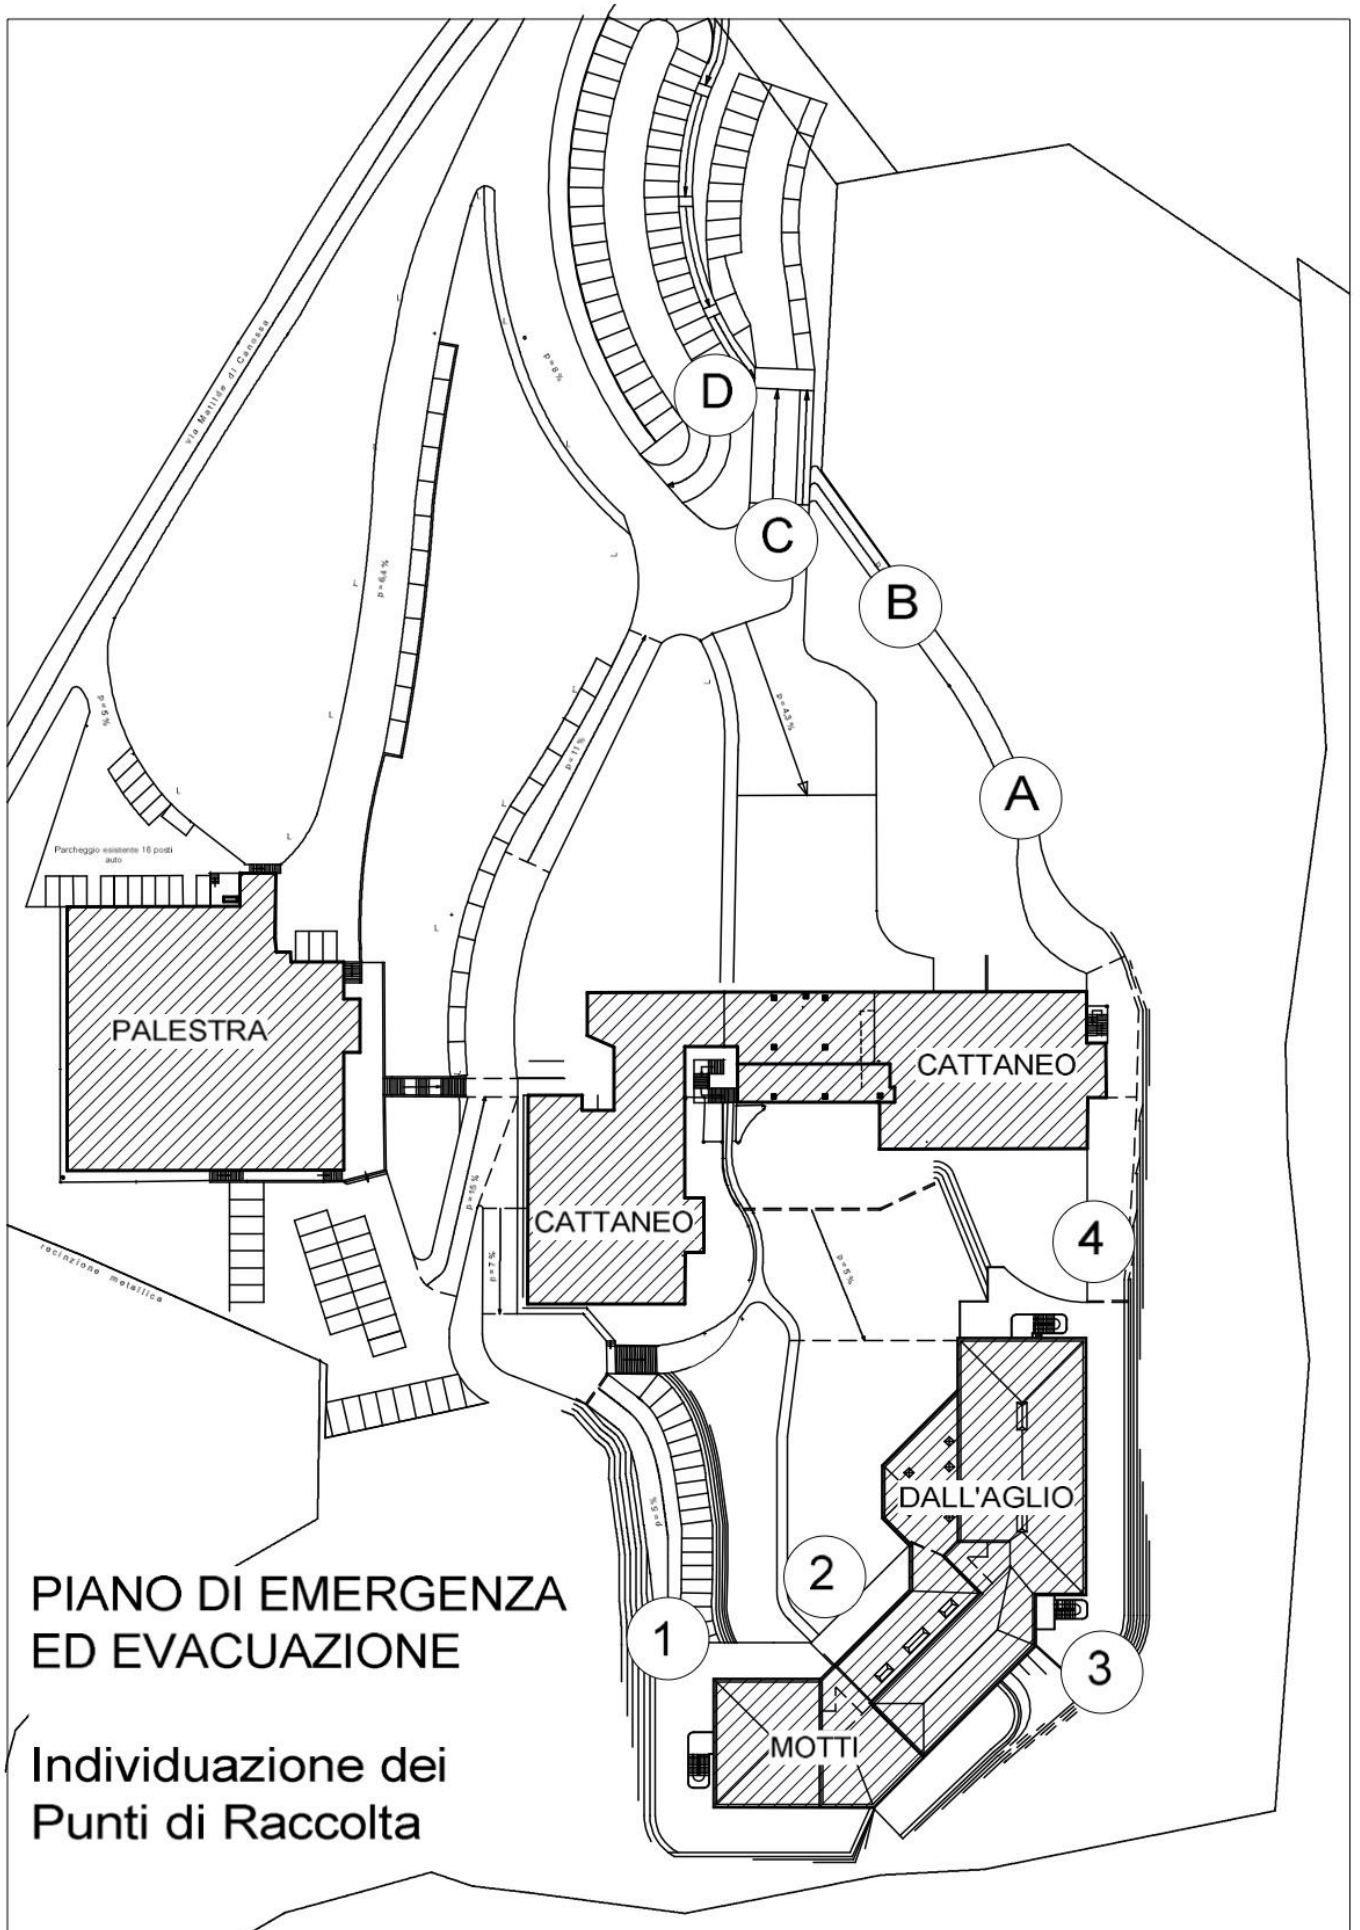 D
via Matilde di Canossa
p = 8 %
C
p = 6,4 %
B
p = 5 %
p = 4,3 %
p = 11 %
A
Parcheggio esistente 16 posti
auto
PALESTRA
CATTANEO
p = 15 %
CATTANEO
4
recinzione metallica
p = 7 %
p = 5 %
DALL'AGLIO
p = 5 %
PIANO DI EMERGENZA
ED EVACUAZIONE
2
1
3
MOTTI
Individuazione dei
Punti di Raccolta